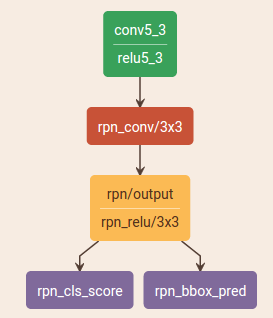 conv5_3
relu5_3
rpn_conv/3x3
rpn/output
rpn_relu/3x3
rpn_cls_score
rpn_bbox_pred